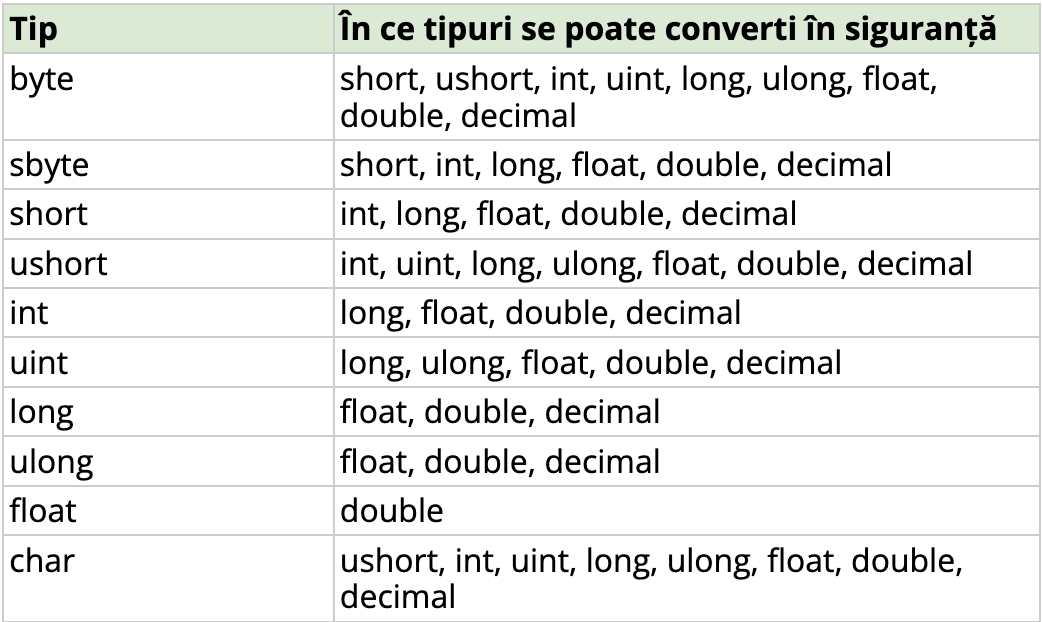 Tip În ce tipuri se poate converti în siguranță
byte short, ushort, int, uint, long, ulong, float,
double, decimal
sbyte short, int, long, float, double, decimal
short int, long, float, double, decimal
ushort int, uint, long, ulong, float, double, decimal
int long, float, double, decimal
uint long, ulong, float, double, decimal
long float, double, decimal
ulong float, double, decimal
float double
char ushort, int, uint, long, ulong, float, double,
decimal